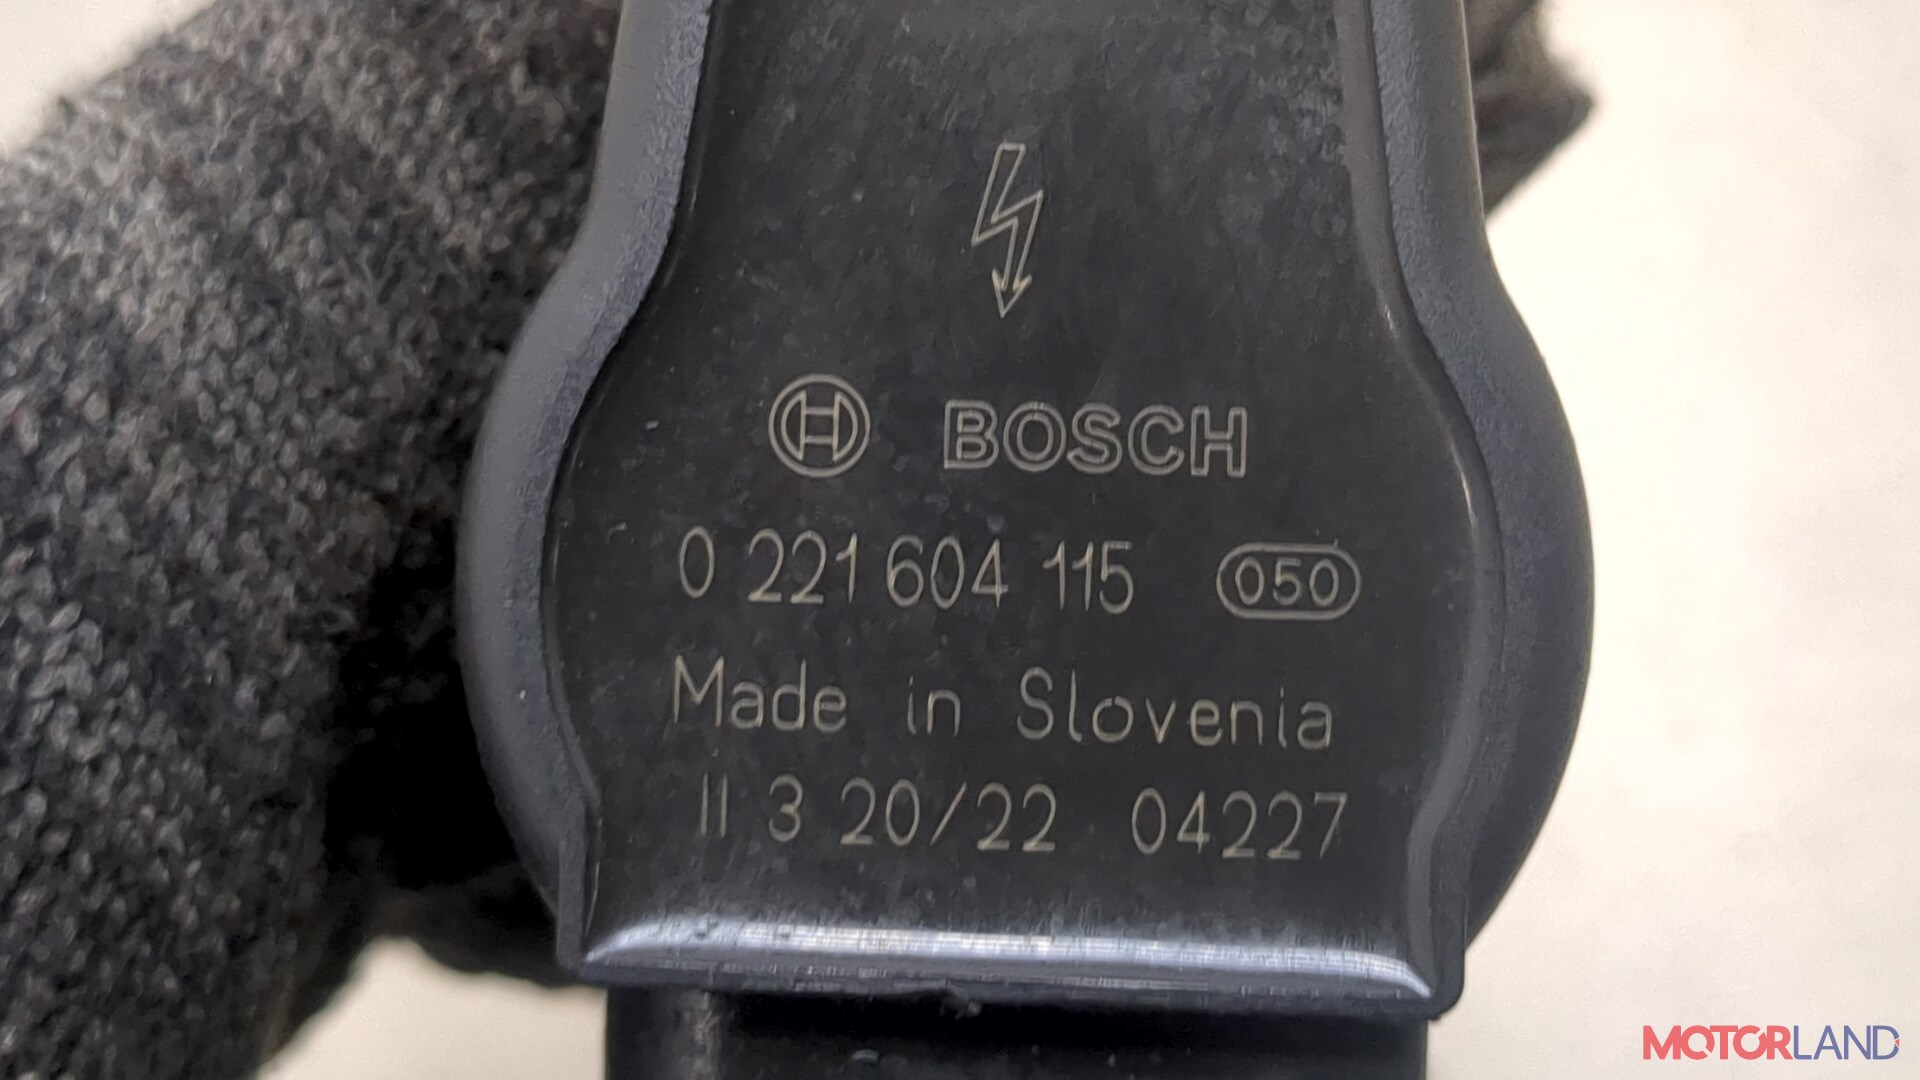 BOSCH
0 221 604 115 050
Made in Slovenia
II 3 20/22 04227
MOTORLAND